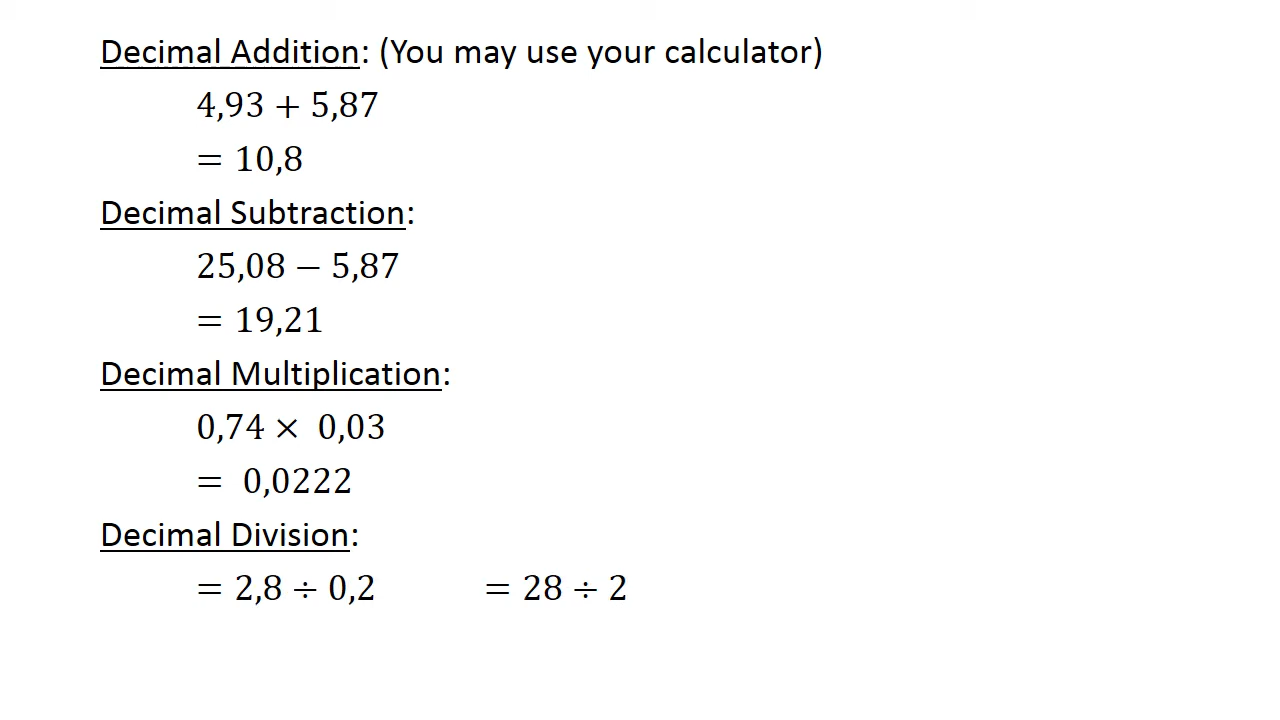 Decimal Addition: (You may use your calculator)
4,93 + 5,87
= 10,8
Decimal Subtraction:
25,08 − 5,87
= 19,21
Decimal Multiplication:
0,74 × 0,03
= 0,0222
Decimal Division:
= 2,8 ÷ 0,2 = 28 ÷ 2